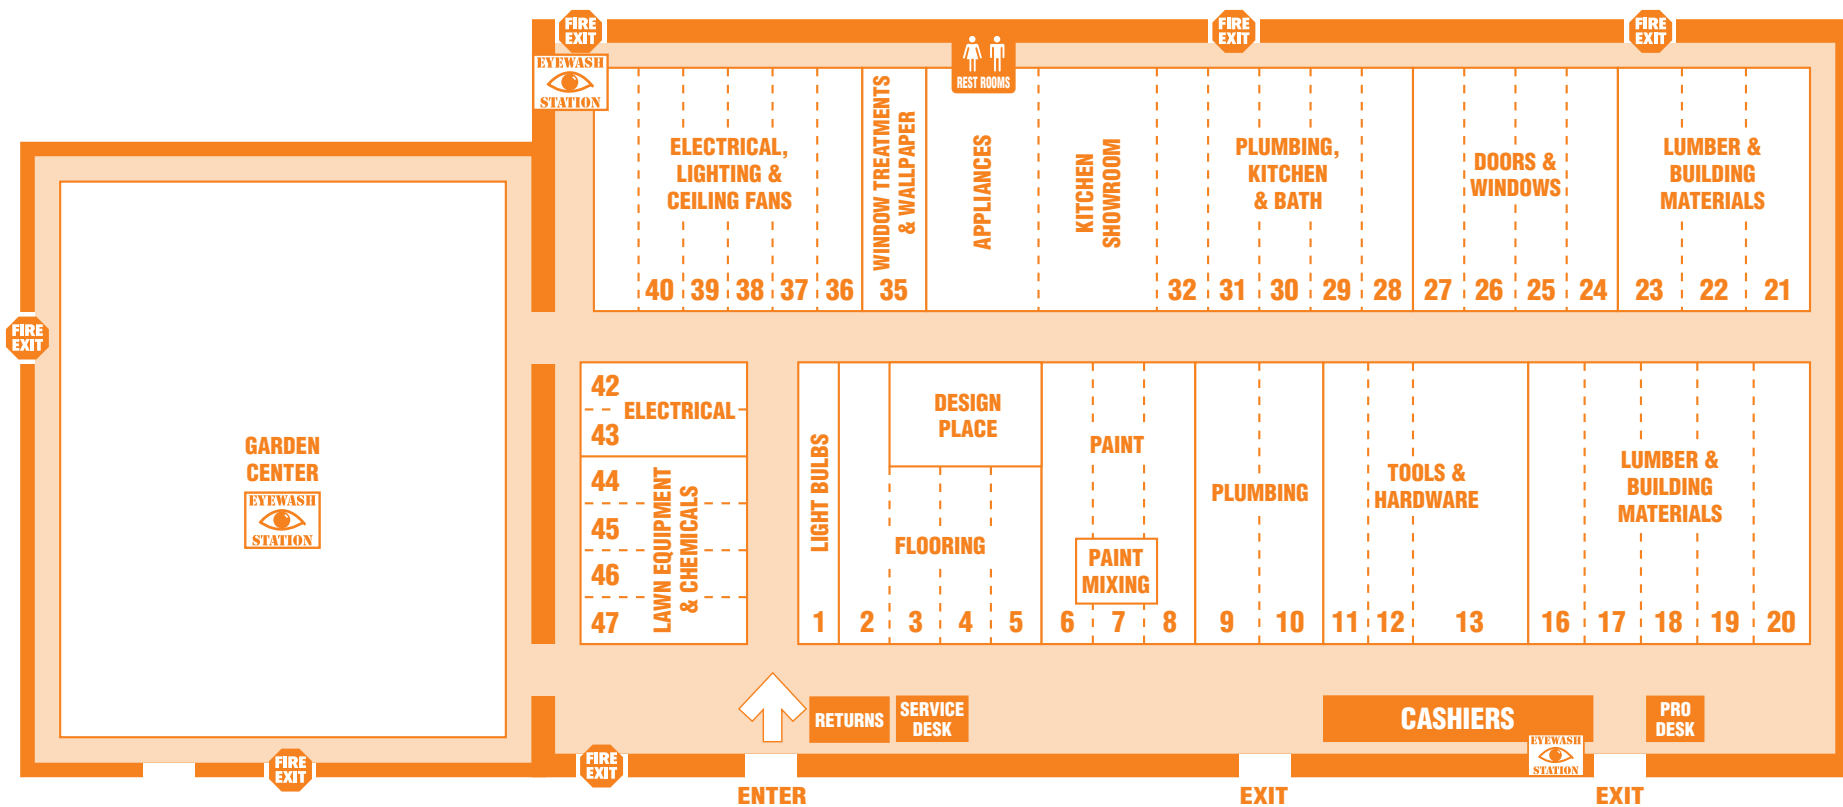 FIRE
EXIT
FIRE
EXIT
FIRE
EXIT
EYEWASH
STATION
REST ROOMS
ELECTRICAL,
LIGHTING &
CEILING FANS
WINDOW TREATMENTS
& WALLPAPER
APPLIANCES
KITCHEN
SHOWROOM
PLUMBING,
KITCHEN
& BATH
DOORS &
WINDOWS
LUMBER &
BUILDING
MATERIALS
40 39 38 37 36 35 32 31 30 29 28 27 26 25 24 23 22 21
FIRE
EXIT
GARDEN
CENTER
EYEWASH
STATION
42
ELECTRICAL
43
44
45
46
47
LAWN EQUIPMENT
& CHEMICALS
LIGHT BULBS
DESIGN
PLACE
FLOORING
PAINT
PAINT
MIXING
PLUMBING
TOOLS &
HARDWARE
LUMBER &
BUILDING
MATERIALS
1 2 3 4 5 6 7 8 9 10 11 12 13 16 17 18 19 20
RETURNS
SERVICE
DESK
CASHIERS
PRO
DESK
EYEWASH
STATION
FIRE
EXIT
FIRE
EXIT
ENTER
EXIT
EXIT